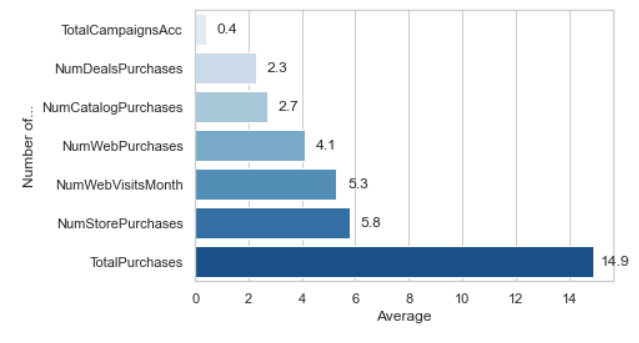 TotalCampaignsAcc 0.4
NumDealsPurchases 2.3
NumCatalogPurchases 2.7
NumWebPurchases 4.1
NumWebVisitsMonth 5.3
NumStorePurchases 5.8
TotalPurchases 14.9
Number of...
0 2 4 6 8 10 12 14
Average